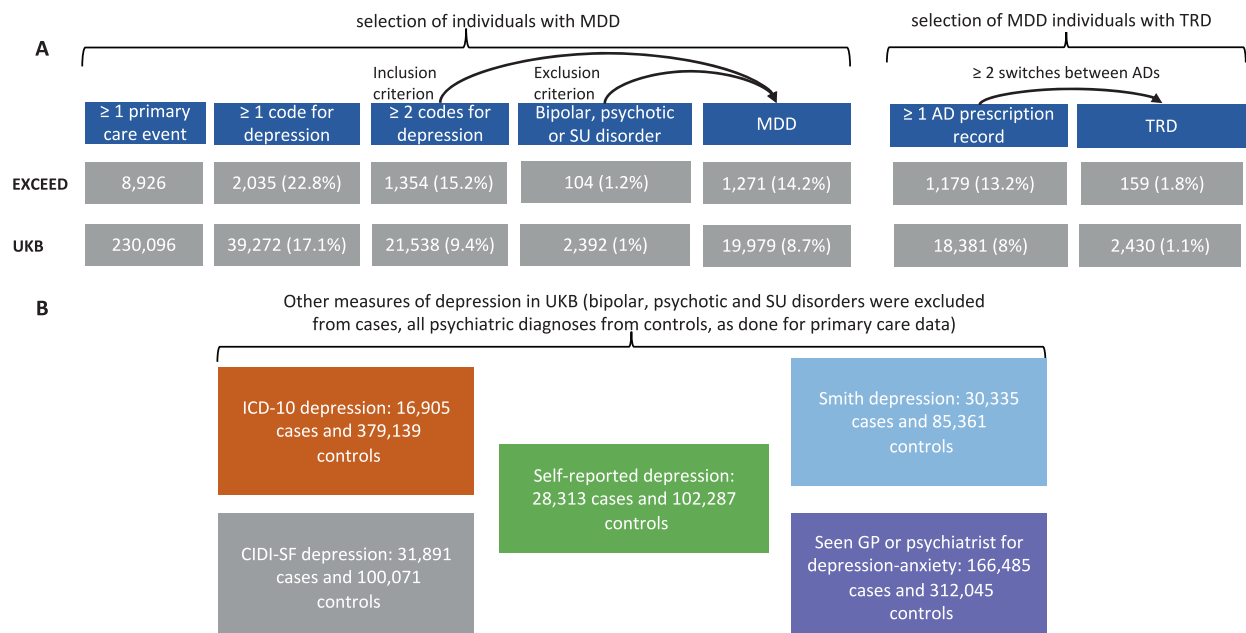 A
selection of individuals with MDD
selection of MDD individuals with TRD
Inclusion
criterion
Exclusion
criterion
≥ 2 switches between ADs
≥ 1 primary
care event
≥ 1 code for
depression
≥ 2 codes for
depression
Bipolar, psychotic
or SU disorder
MDD
≥ 1 AD prescription
record
TRD
EXCEED
8,926
2,035 (22.8%)
1,354 (15.2%)
104 (1.2%)
1,271 (14.2%)
1,179 (13.2%)
159 (1.8%)
UKB
230,096
39,272 (17.1%)
21,538 (9.4%)
2,392 (1%)
19,979 (8.7%)
18,381 (8%)
2,430 (1.1%)
B
Other measures of depression in UKB (bipolar, psychotic and SU disorders were excluded
from cases, all psychiatric diagnoses from controls, as done for primary care data)
ICD-10 depression: 16,905
cases and 379,139
controls
Smith depression: 30,335
cases and 85,361
controls
Self-reported depression:
28,313 cases and 102,287
controls
CIDI-SF depression: 31,891
cases and 100,071
controls
Seen GP or psychiatrist for
depression-anxiety: 166,485
cases and 312,045
controls